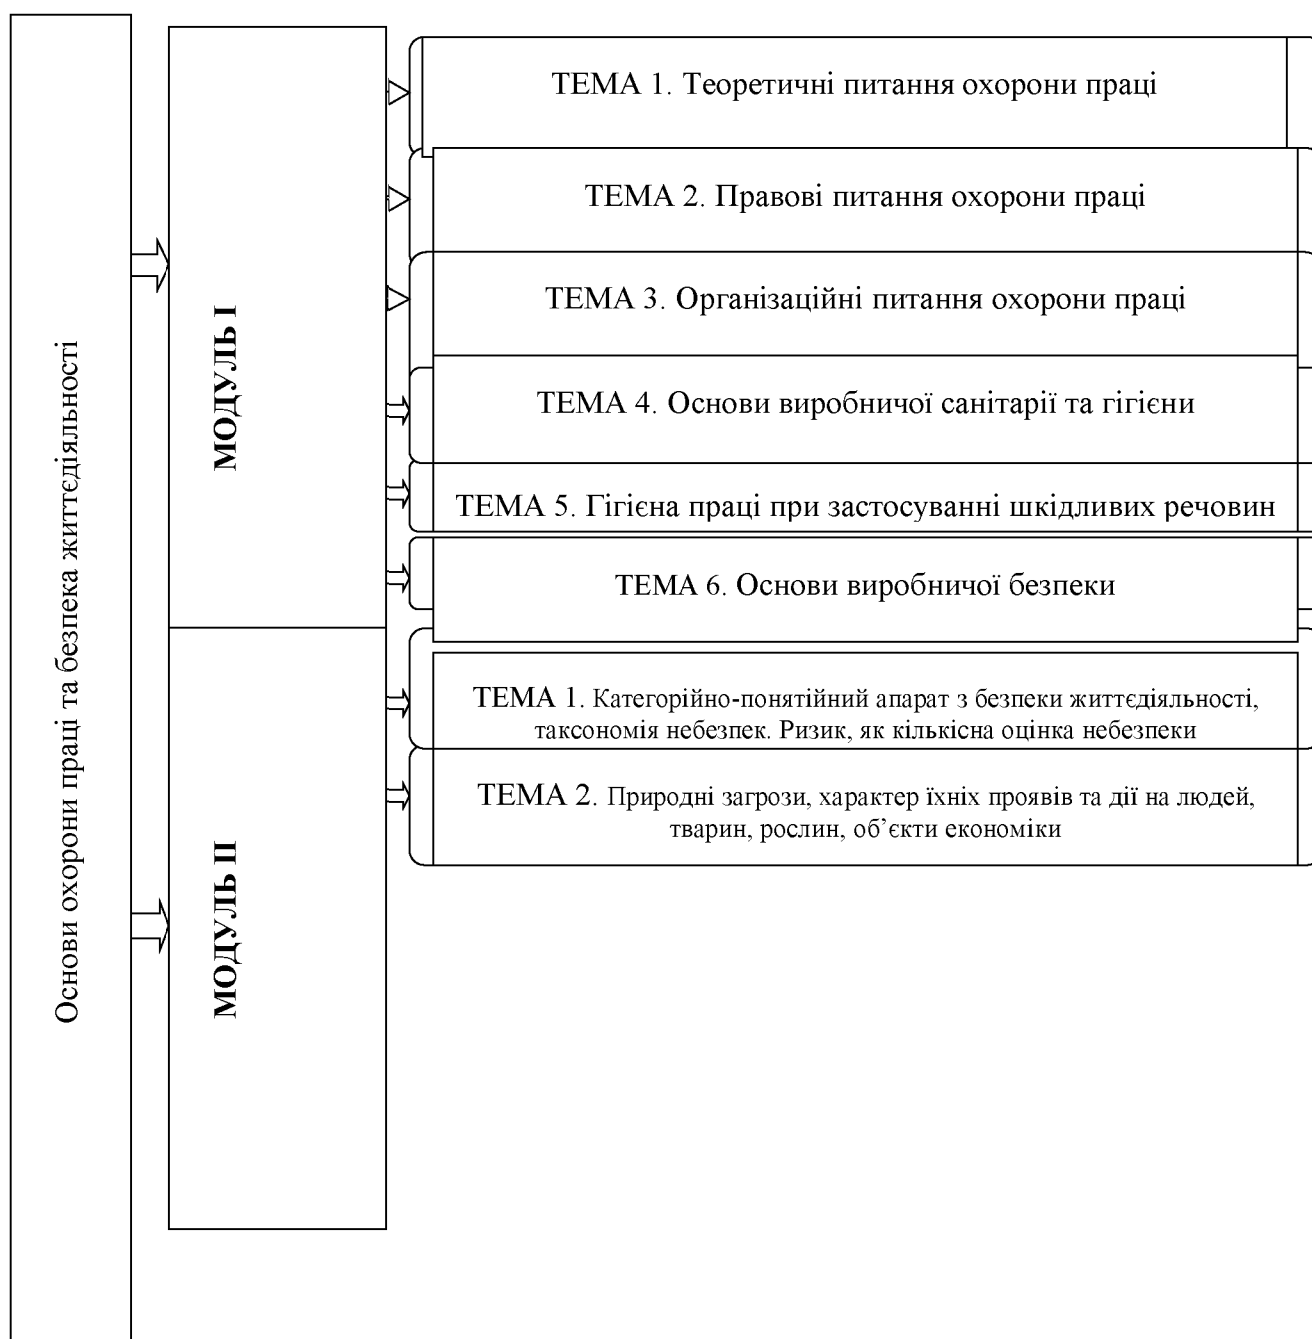 Основи охорони праці та безпека життєдіяльності
МОДУЛЬ І
ТЕМА 1. Теоретичні питання охорони праці
ТЕМА 2. Правові питання охорони праці
ТЕМА 3. Організаційні питання охорони праці
ТЕМА 4. Основи виробничої санітарії та гігієни
ТЕМА 5. Гігієна праці при застосуванні шкідливих речовин
ТЕМА 6. Основи виробничої безпеки
МОДУЛЬ ІІ
ТЕМА 1. Категорійно-понятійний апарат з безпеки життєдіяльності,
таксономія небезпек. Ризик, як кількісна оцінка небезпеки
ТЕМА 2. Природні загрози, характер їхніх проявів та дії на людей,
тварин, рослин, об’єкти економіки